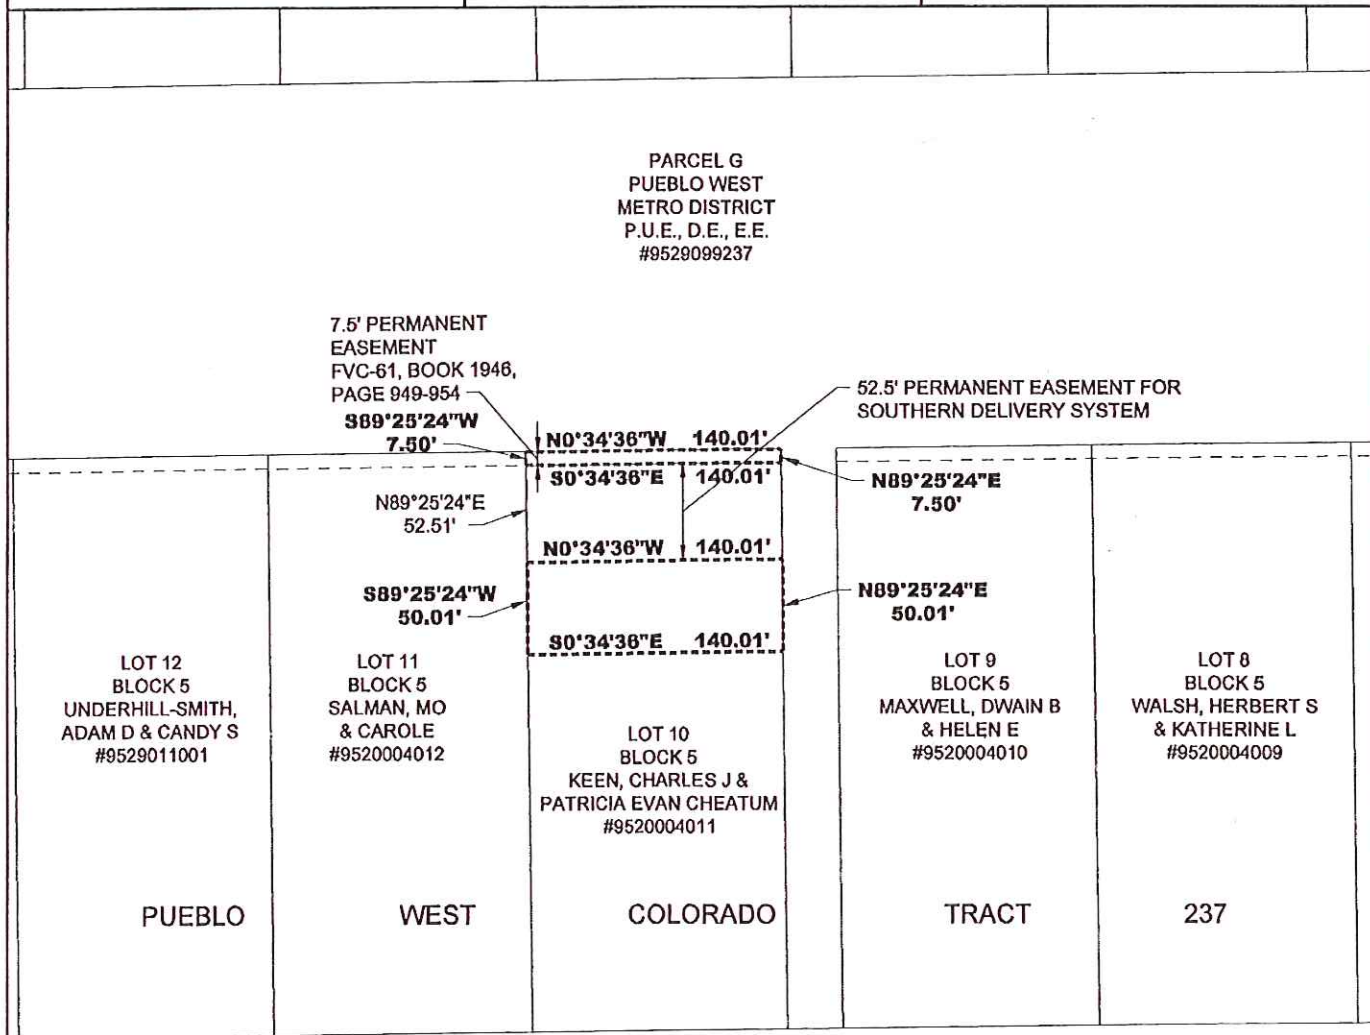 PARCEL G
PUEBLO WEST
METRO DISTRICT
P.U.E., D.E., E.E.
#9529099237
7.5' PERMANENT
EASEMENT
FVC-61, BOOK 1946,
PAGE 949-954
52.5' PERMANENT EASEMENT FOR
SOUTHERN DELIVERY SYSTEM
S89°25'24"W
7.50'
N0°34'36"W 140.01'
S0°34'36"E 140.01'
N89°25'24"E
7.50'
N89°25'24"E
52.51'
N0°34'36"W 140.01'
S89°25'24"W
50.01'
N89°25'24"E
50.01'
S0°34'36"E 140.01'
LOT 12
BLOCK 5
UNDERHILL-SMITH,
ADAM D & CANDY S
#9529011001
LOT 11
BLOCK 5
SALMAN, MO
& CAROLE
#9520004012
LOT 10
BLOCK 5
KEEN, CHARLES J &
PATRICIA EVAN CHEATUM
#9520004011
LOT 9
BLOCK 5
MAXWELL, DWAIN B
& HELEN E
#9520004010
LOT 8
BLOCK 5
WALSH, HERBERT S
& KATHERINE L
#9520004009
PUEBLO WEST COLORADO TRACT 237